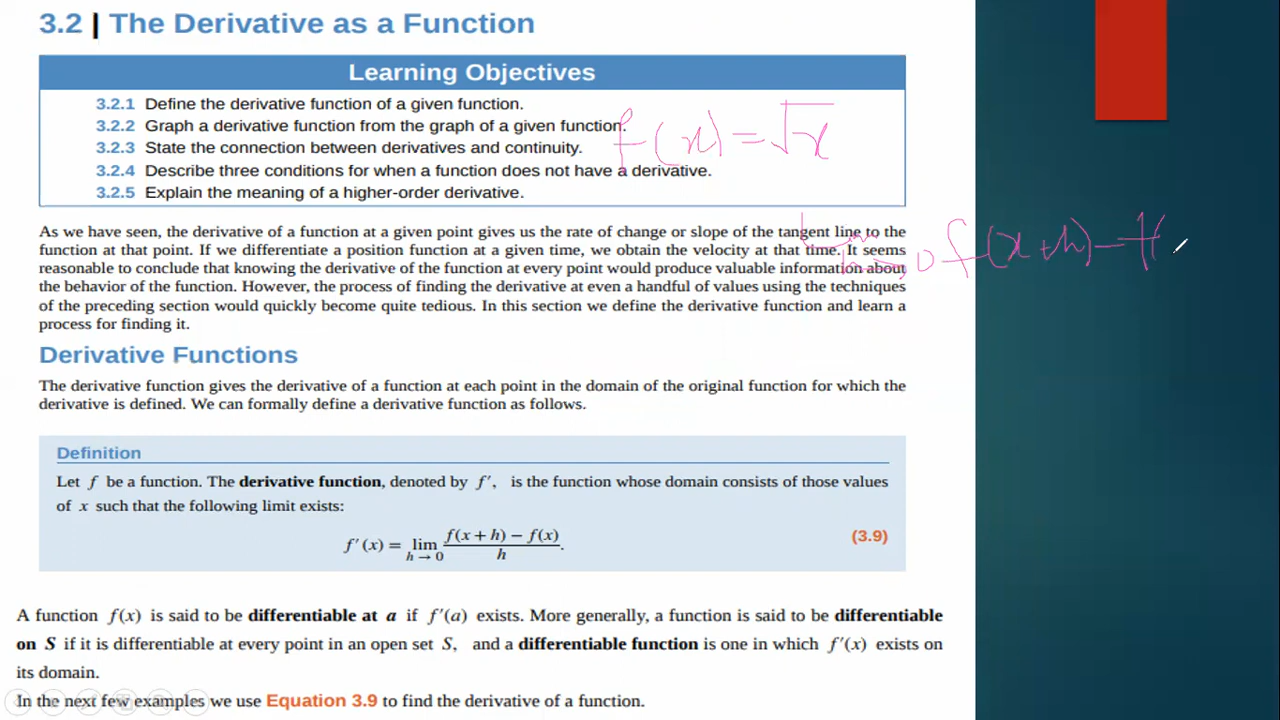 3.2 | The Derivative as a Function
Learning Objectives
3.2.1 Define the derivative function of a given function.
3.2.2 Graph a derivative function from the graph of a given function.
3.2.3 State the connection between derivatives and continuity.
3.2.4 Describe three conditions for when a function does not have a derivative.
3.2.5 Explain the meaning of a higher-order derivative.
f(x)=√x
As we have seen, the derivative of a function at a given point gives us the rate of change or slope of the tangent line to the
function at that point. If we differentiate a position function at a given time, we obtain the velocity at that time. It seems
reasonable to conclude that knowing the derivative of the function at every point would produce valuable information about
the behavior of the function. However, the process of finding the derivative at even a handful of values using the techniques
of the preceding section would quickly become quite tedious. In this section we define the derivative function and learn a
process for finding it.
lim h→0 f(x+h)-f(
Derivative Functions
The derivative function gives the derivative of a function at each point in the domain of the original function for which the
derivative is defined. We can formally define a derivative function as follows.
Definition
Let f be a function. The derivative function, denoted by f′, is the function whose domain consists of those values
of x such that the following limit exists:
f′(x) = lim h→0 (f(x + h) − f(x))/h. (3.9)
A function f(x) is said to be differentiable at a if f′(a) exists. More generally, a function is said to be differentiable
on S if it is differentiable at every point in an open set S, and a differentiable function is one in which f′(x) exists on
its domain.
In the next few examples we use Equation 3.9 to find the derivative of a function.